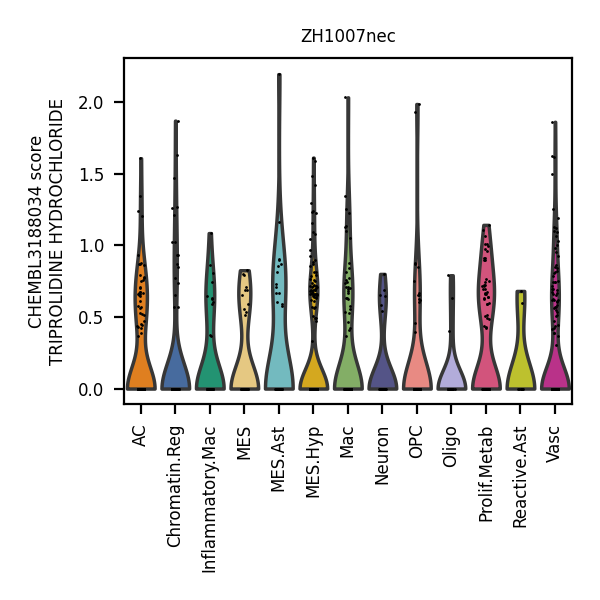 ZH1007nec
CHEMBL3188034 score
TRIPROLIDINE HYDROCHLORIDE
2.0
1.5
1.0
0.5
0.0
AC
Chromatin.Reg
Inflammatory.Mac
MES
MES.Ast
MES.Hyp
Mac
Neuron
OPC
Oligo
Prolif.Metab
Reactive.Ast
Vasc